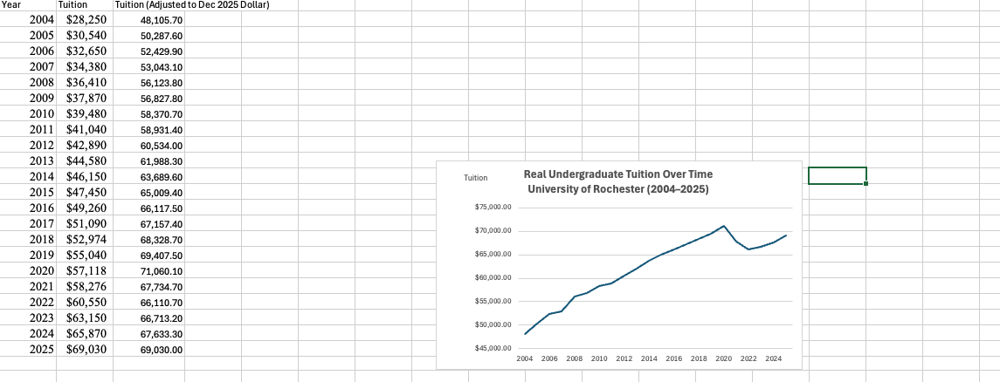 Year Tuition Tuition (Adjusted to Dec 2025 Dollar)
2004 $28,250 48,105.70
2005 $30,540 50,287.60
2006 $32,650 52,429.90
2007 $34,380 53,043.10
2008 $36,410 56,123.80
2009 $37,870 56,827.80
2010 $39,480 58,370.70
2011 $41,040 58,931.40
2012 $42,890 60,534.00
2013 $44,580 61,988.30
2014 $46,150 63,689.60
2015 $47,450 65,009.40
2016 $49,260 66,117.50
2017 $51,090 67,157.40
2018 $52,974 68,328.70
2019 $55,040 69,407.50
2020 $57,118 71,060.10
2021 $58,276 67,734.70
2022 $60,550 66,110.70
2023 $63,150 66,713.20
2024 $65,870 67,633.30
2025 $69,030 69,030.00
Tuition
Real Undergraduate Tuition Over Time
University of Rochester (2004–2025)
$75,000.00
$70,000.00
$65,000.00
$60,000.00
$55,000.00
$50,000.00
$45,000.00
2004 2006 2008 2010 2012 2014 2016 2018 2020 2022 2024